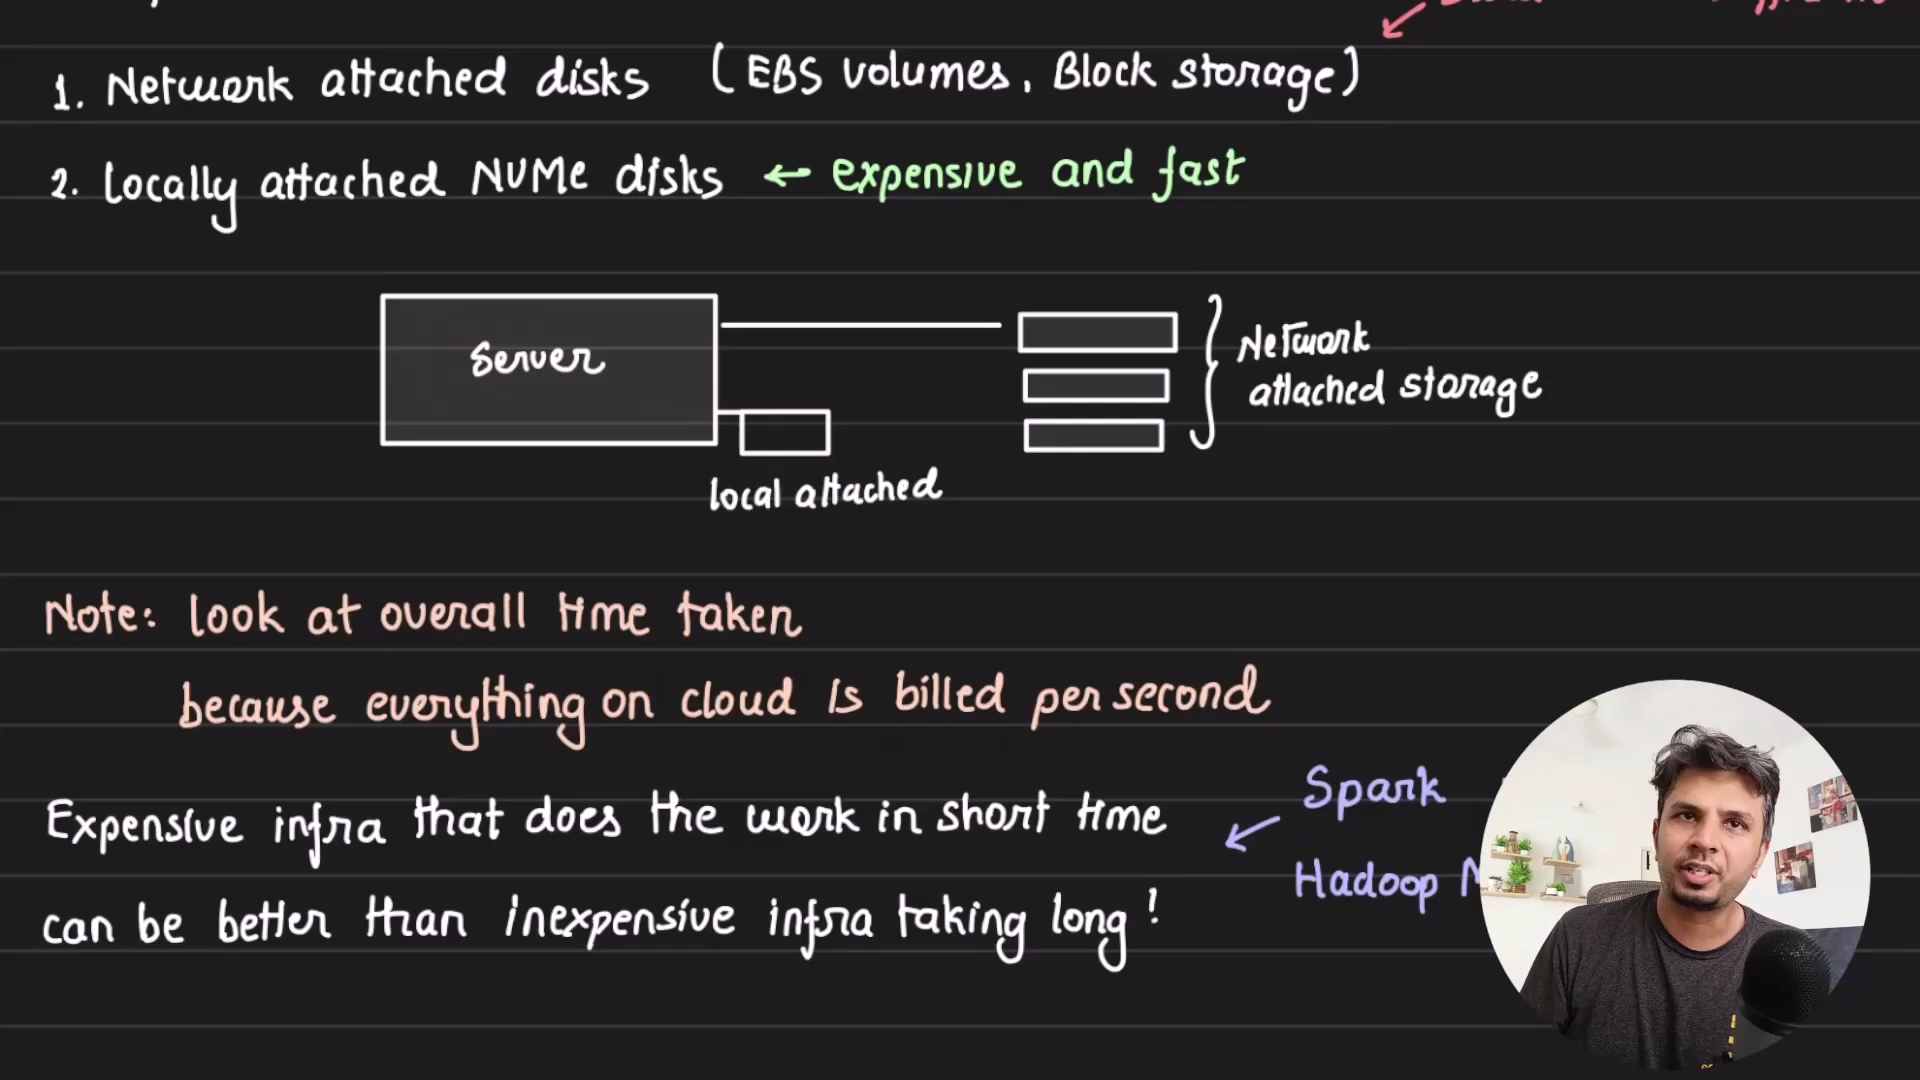 1. Network attached disks (EBS volumes, Block storage)
2. Locally attached NVMe disks ← expensive and fast
Server
Network
attached storage
local attached
Note: look at overall time taken
because everything on cloud is billed per second
Expensive infra that does the work in short time
can be better than inexpensive infra taking long!
Spark
Hadoop